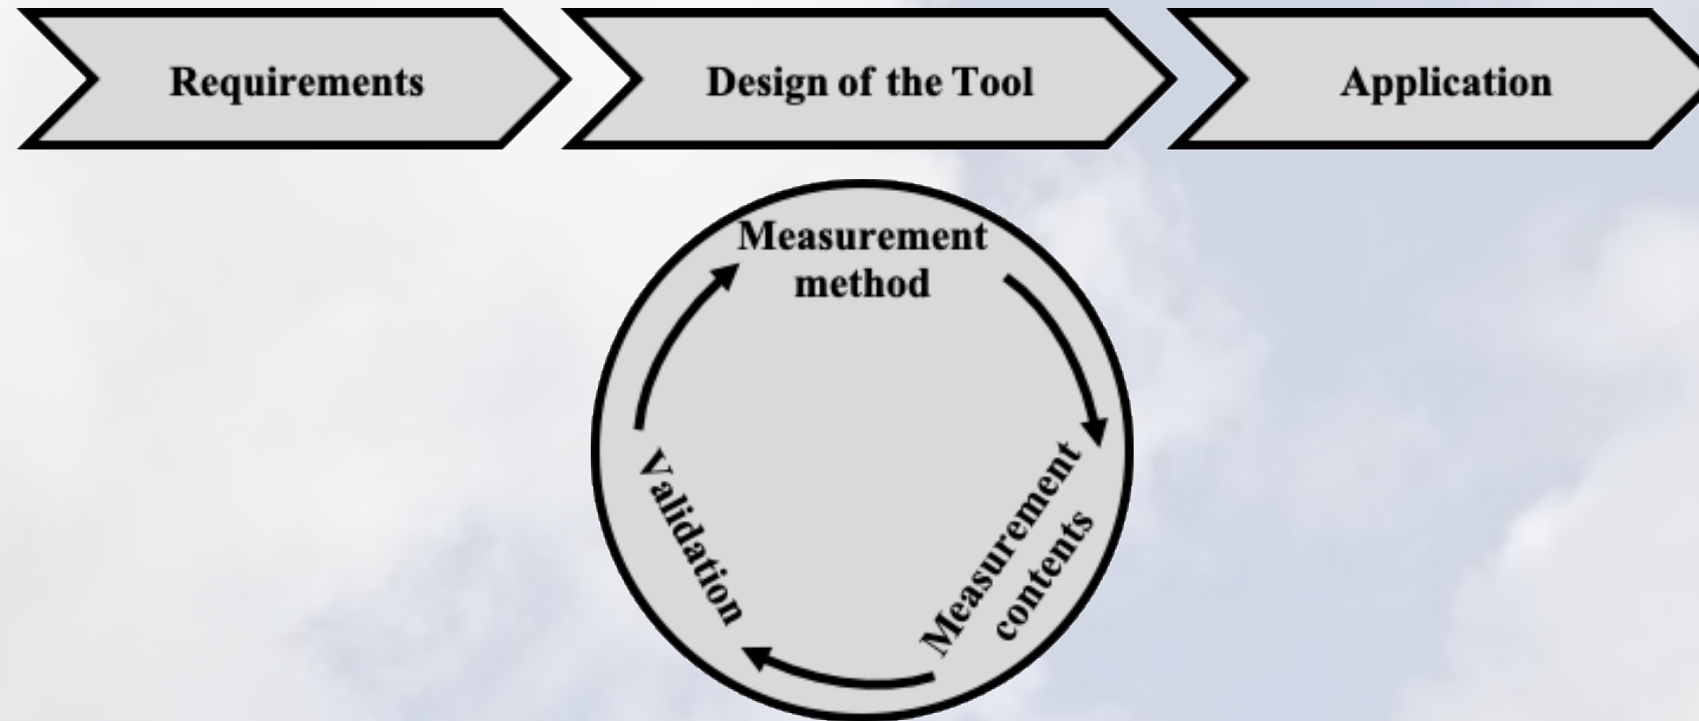 Requirements
Design of the Tool
Application
Measurement
method
Measurement
contents
Validation